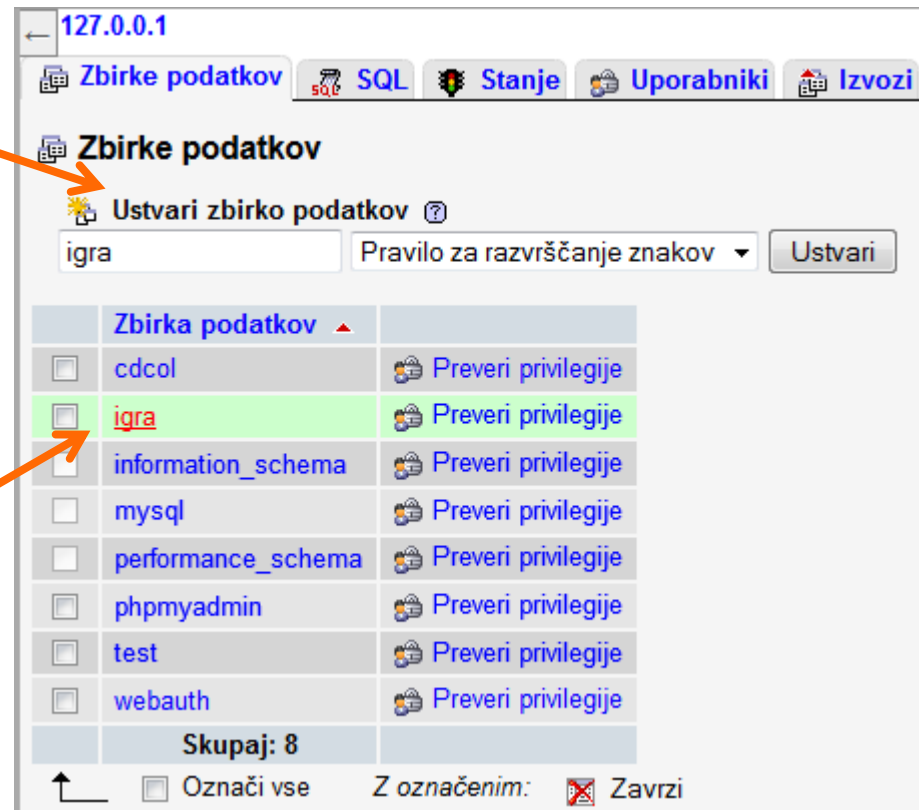 127.0.0.1
Zbirke podatkov SQL Stanje Uporabniki Izvozi
Zbirke podatkov
Ustvari zbirko podatkov
igra Pravilo za razvrščanje znakov Ustvari
Zbirka podatkov
cdcol Preveri privilegije
igra Preveri privilegije
information_schema Preveri privilegije
mysql Preveri privilegije
performance_schema Preveri privilegije
phpmyadmin Preveri privilegije
test Preveri privilegije
webauth Preveri privilegije
Skupaj: 8
Označi vse Z označenim: Zavrzi